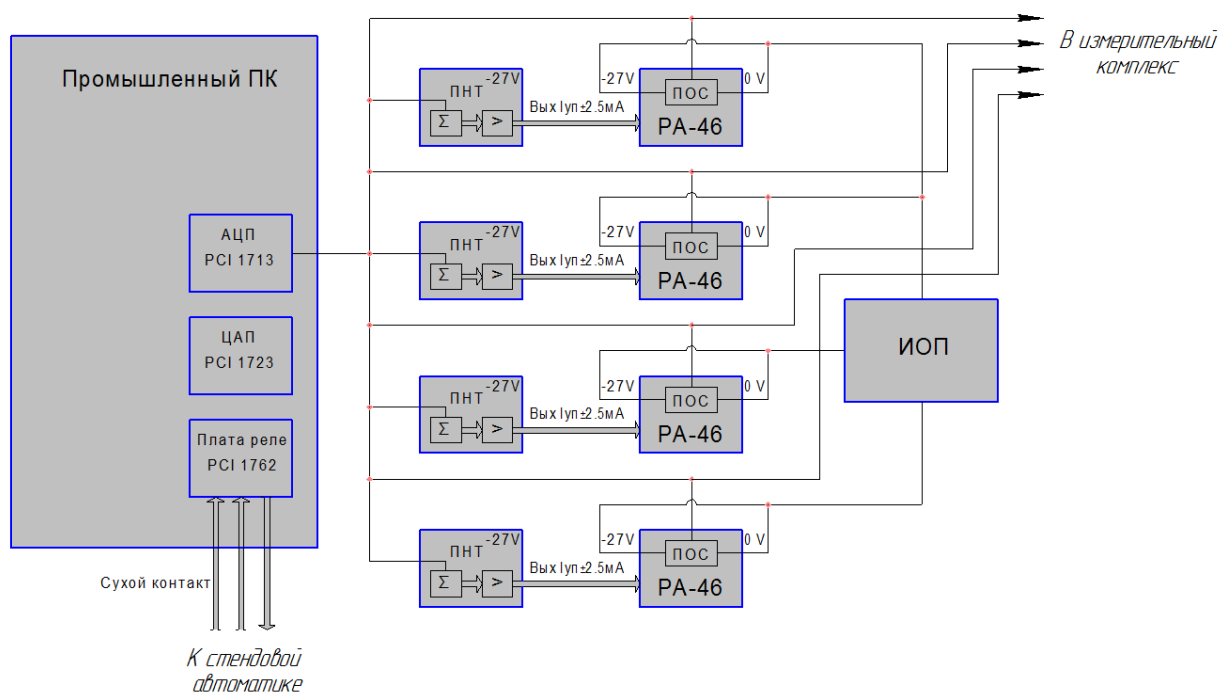 В измерительный
комплекс
Промышленный ПК
ПНТ
-27V
Σ
>
Вых Iуп±2.5мА
-27V
0 V
ПОС
РА-46
АЦП
PCI 1713
ПНТ
-27V
Σ
>
Вых Iуп±2.5мА
-27V
0 V
ПОС
РА-46
ЦАП
PCI 1723
ИОП
ПНТ
-27V
Σ
>
Вых Iуп±2.5мА
-27V
0 V
ПОС
РА-46
Плата реле
PCI 1762
ПНТ
-27V
Σ
>
Вых Iуп±2.5мА
-27V
0 V
ПОС
РА-46
Сухой контакт
К стендовой
автоматике